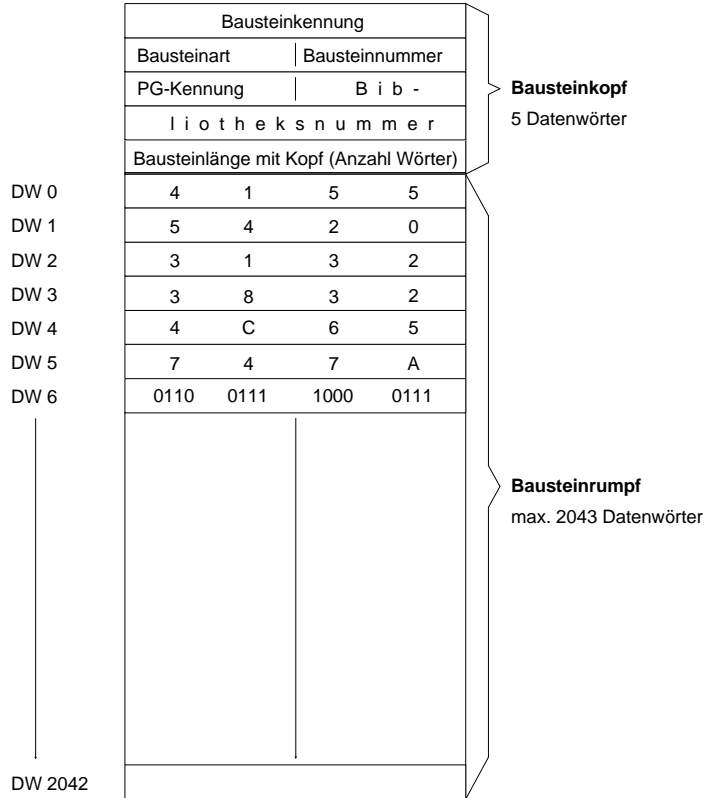 Bausteinkennung
Bausteinart Bausteinnummer
PG-Kennung B i b -
l i o t h e k s n u m m e r
Bausteinlänge mit Kopf (Anzahl Wörter)
Bausteinkopf
5 Datenwörter
DW 0 4 1 5 5
DW 1 5 4 2 0
DW 2 3 1 3 2
DW 3 3 8 3 2
DW 4 4 C 6 5
DW 5 7 4 7 A
DW 6 0110 0111 1000 0111
Bausteinrumpf
max. 2043 Datenwörter
DW 2042